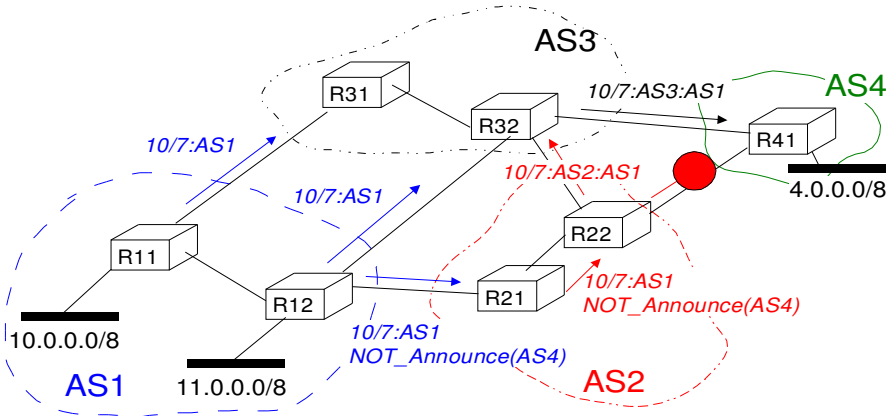 AS3
AS4
R31
10/7:AS3:AS1
R32
R41
10/7:AS1
10/7:AS2:AS1
4.0.0.0/8
10/7:AS1
R22
R11
10/7:AS1
NOT_Announce(AS4)
R12
R21
10.0.0.0/8
10/7:AS1
NOT_Announce(AS4)
11.0.0.0/8
AS1
AS2